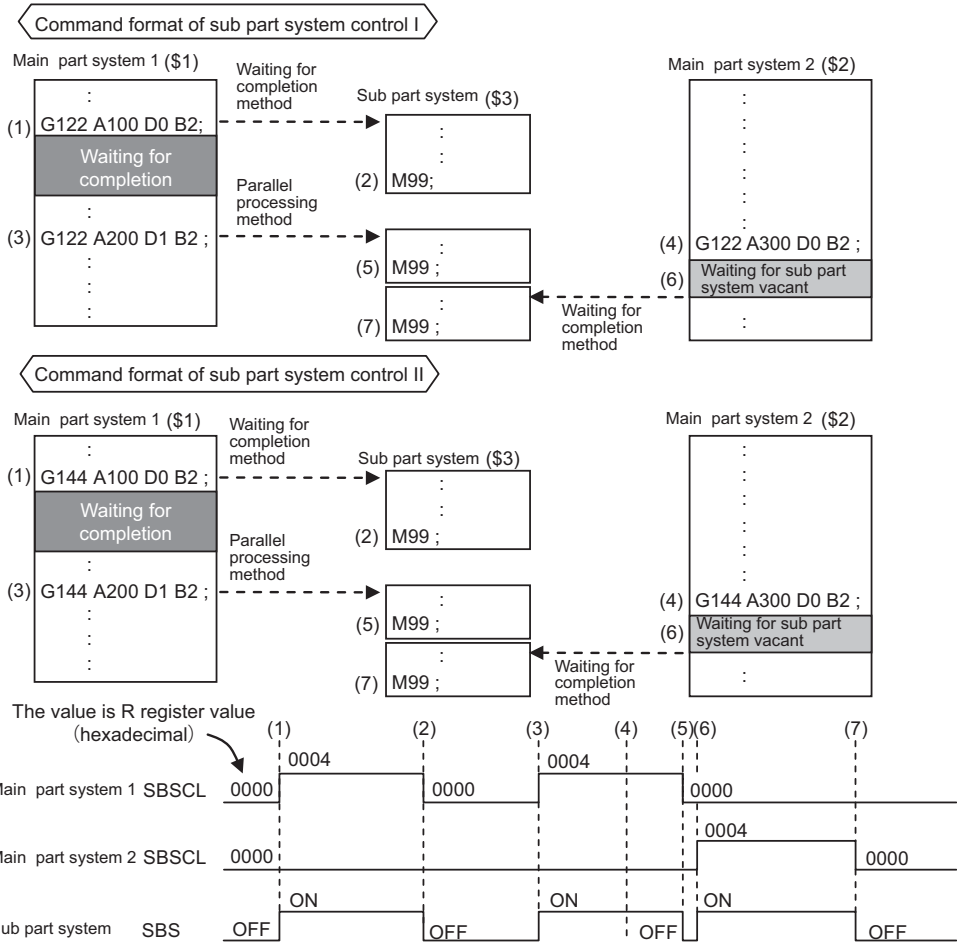 Command format of sub part system control I
Main part system 1 ($1)
Waiting for
completion
method
Sub part system ($3)
Main part system 2 ($2)
:
(1) G122 A100 D0 B2;
Waiting for
completion
:
:
(2) M99;
Parallel
processing
method
:
(3) G122 A200 D1 B2 ;
:
:
:
:
(5) M99 ;
:
(7) M99 ;
:
:
:
:
:
:
(4) G122 A300 D0 B2 ;
(6) Waiting for sub part
system vacant
:
Waiting for
completion
method
Command format of sub part system control II
Main part system 1 ($1)
Waiting for
completion
method
Sub part system ($3)
Main part system 2 ($2)
:
(1) G144 A100 D0 B2 ;
Waiting for
completion
:
:
(2) M99 ;
Parallel
processing
method
:
(3) G144 A200 D1 B2 ;
:
:
:
:
(5) M99 ;
:
(7) M99 ;
:
:
:
:
:
:
(4) G144 A300 D0 B2 ;
(6) Waiting for sub part
system vacant
:
Waiting for
completion
method
The value is R register value
(hexadecimal)
(1) (2) (3) (4) (5)(6) (7)
part system 1 SBSCL 0000 0004 0000 0004 0000
part system 2 SBSCL 0000 0004 0000
part system SBS OFF ON OFF ON OFF ON OFF